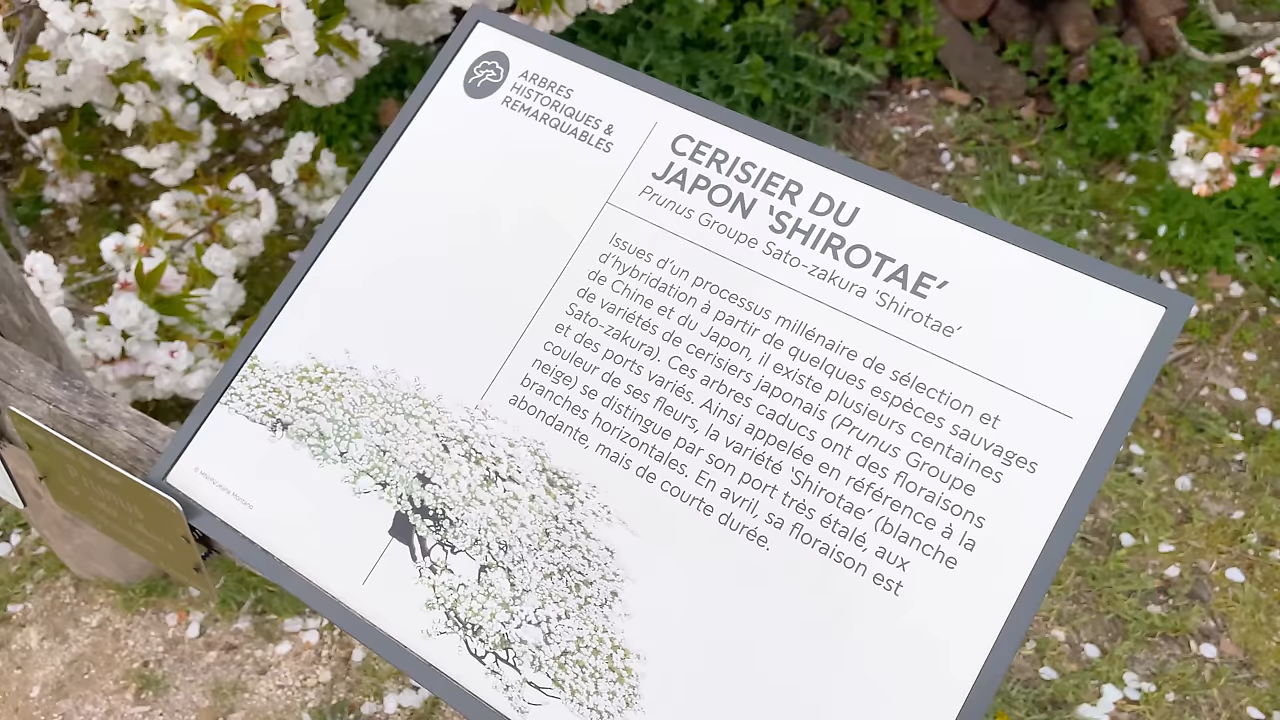 ARBRES
HISTORIQUES &
REMARQUABLES
CERISIER DU
JAPON ‘SHIROTAE’
Prunus Groupe Sato-zakura ‘Shirotae’
Issues d’un processus millénaire de sélection et
d’hybridation à partir de quelques espèces sauvages
de Chine et du Japon, il existe plusieurs centaines
de variétés de cerisiers japonais (Prunus Groupe
Sato-zakura). Ces arbres caducs ont des floraisons
et des ports variés. Ainsi appelée en référence à la
couleur de ses fleurs, la variété ‘Shirotae’ (blanche
neige) se distingue par son port très étalé, aux
branches horizontales. En avril, sa floraison est
abondante, mais de courte durée.